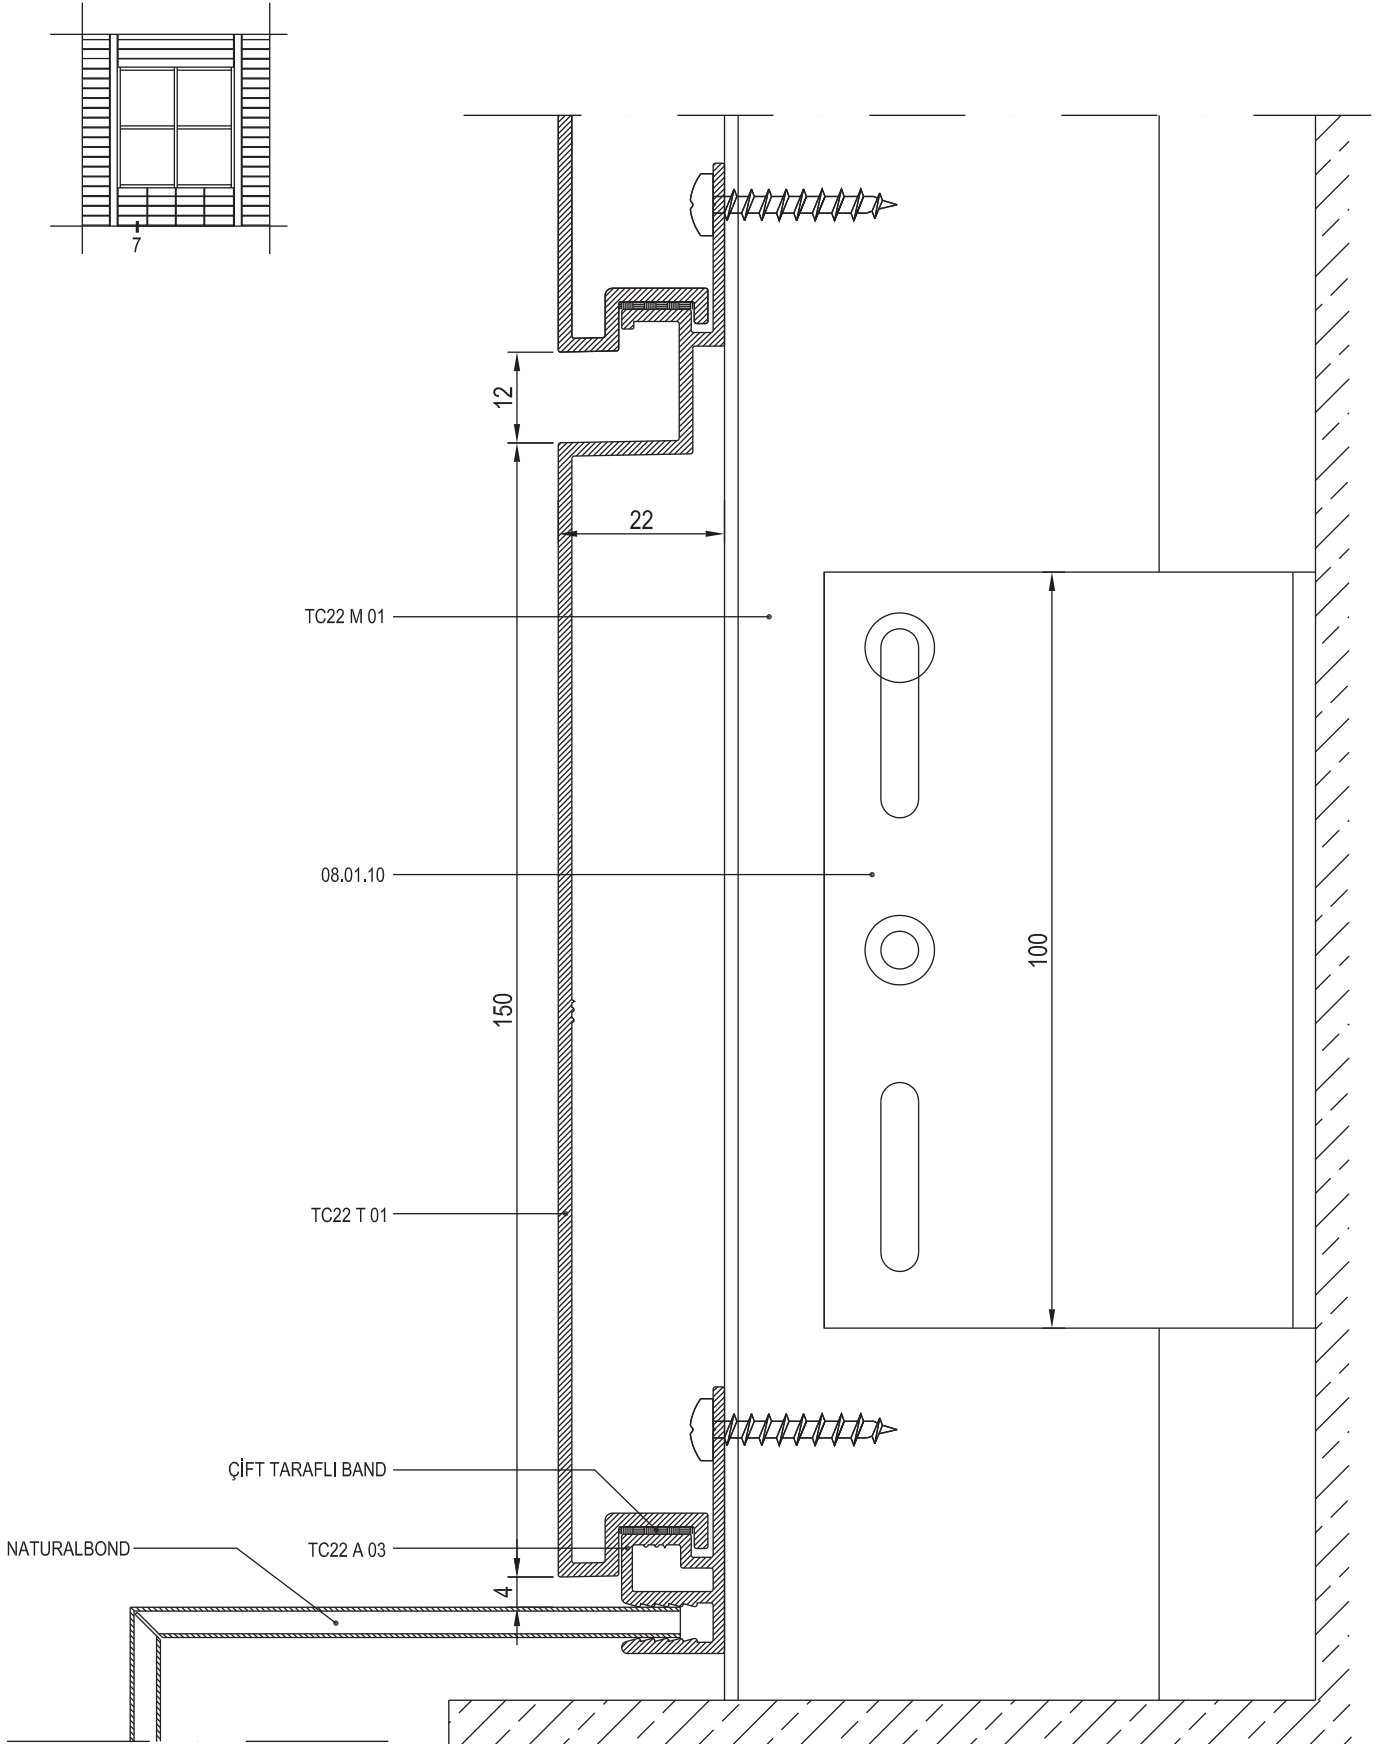 7
12
22
TC22 M 01
08.01.10
100
150
TC22 T 01
ÇİFT TARAFLI BAND
NATURALBOND
TC22 A 03
4